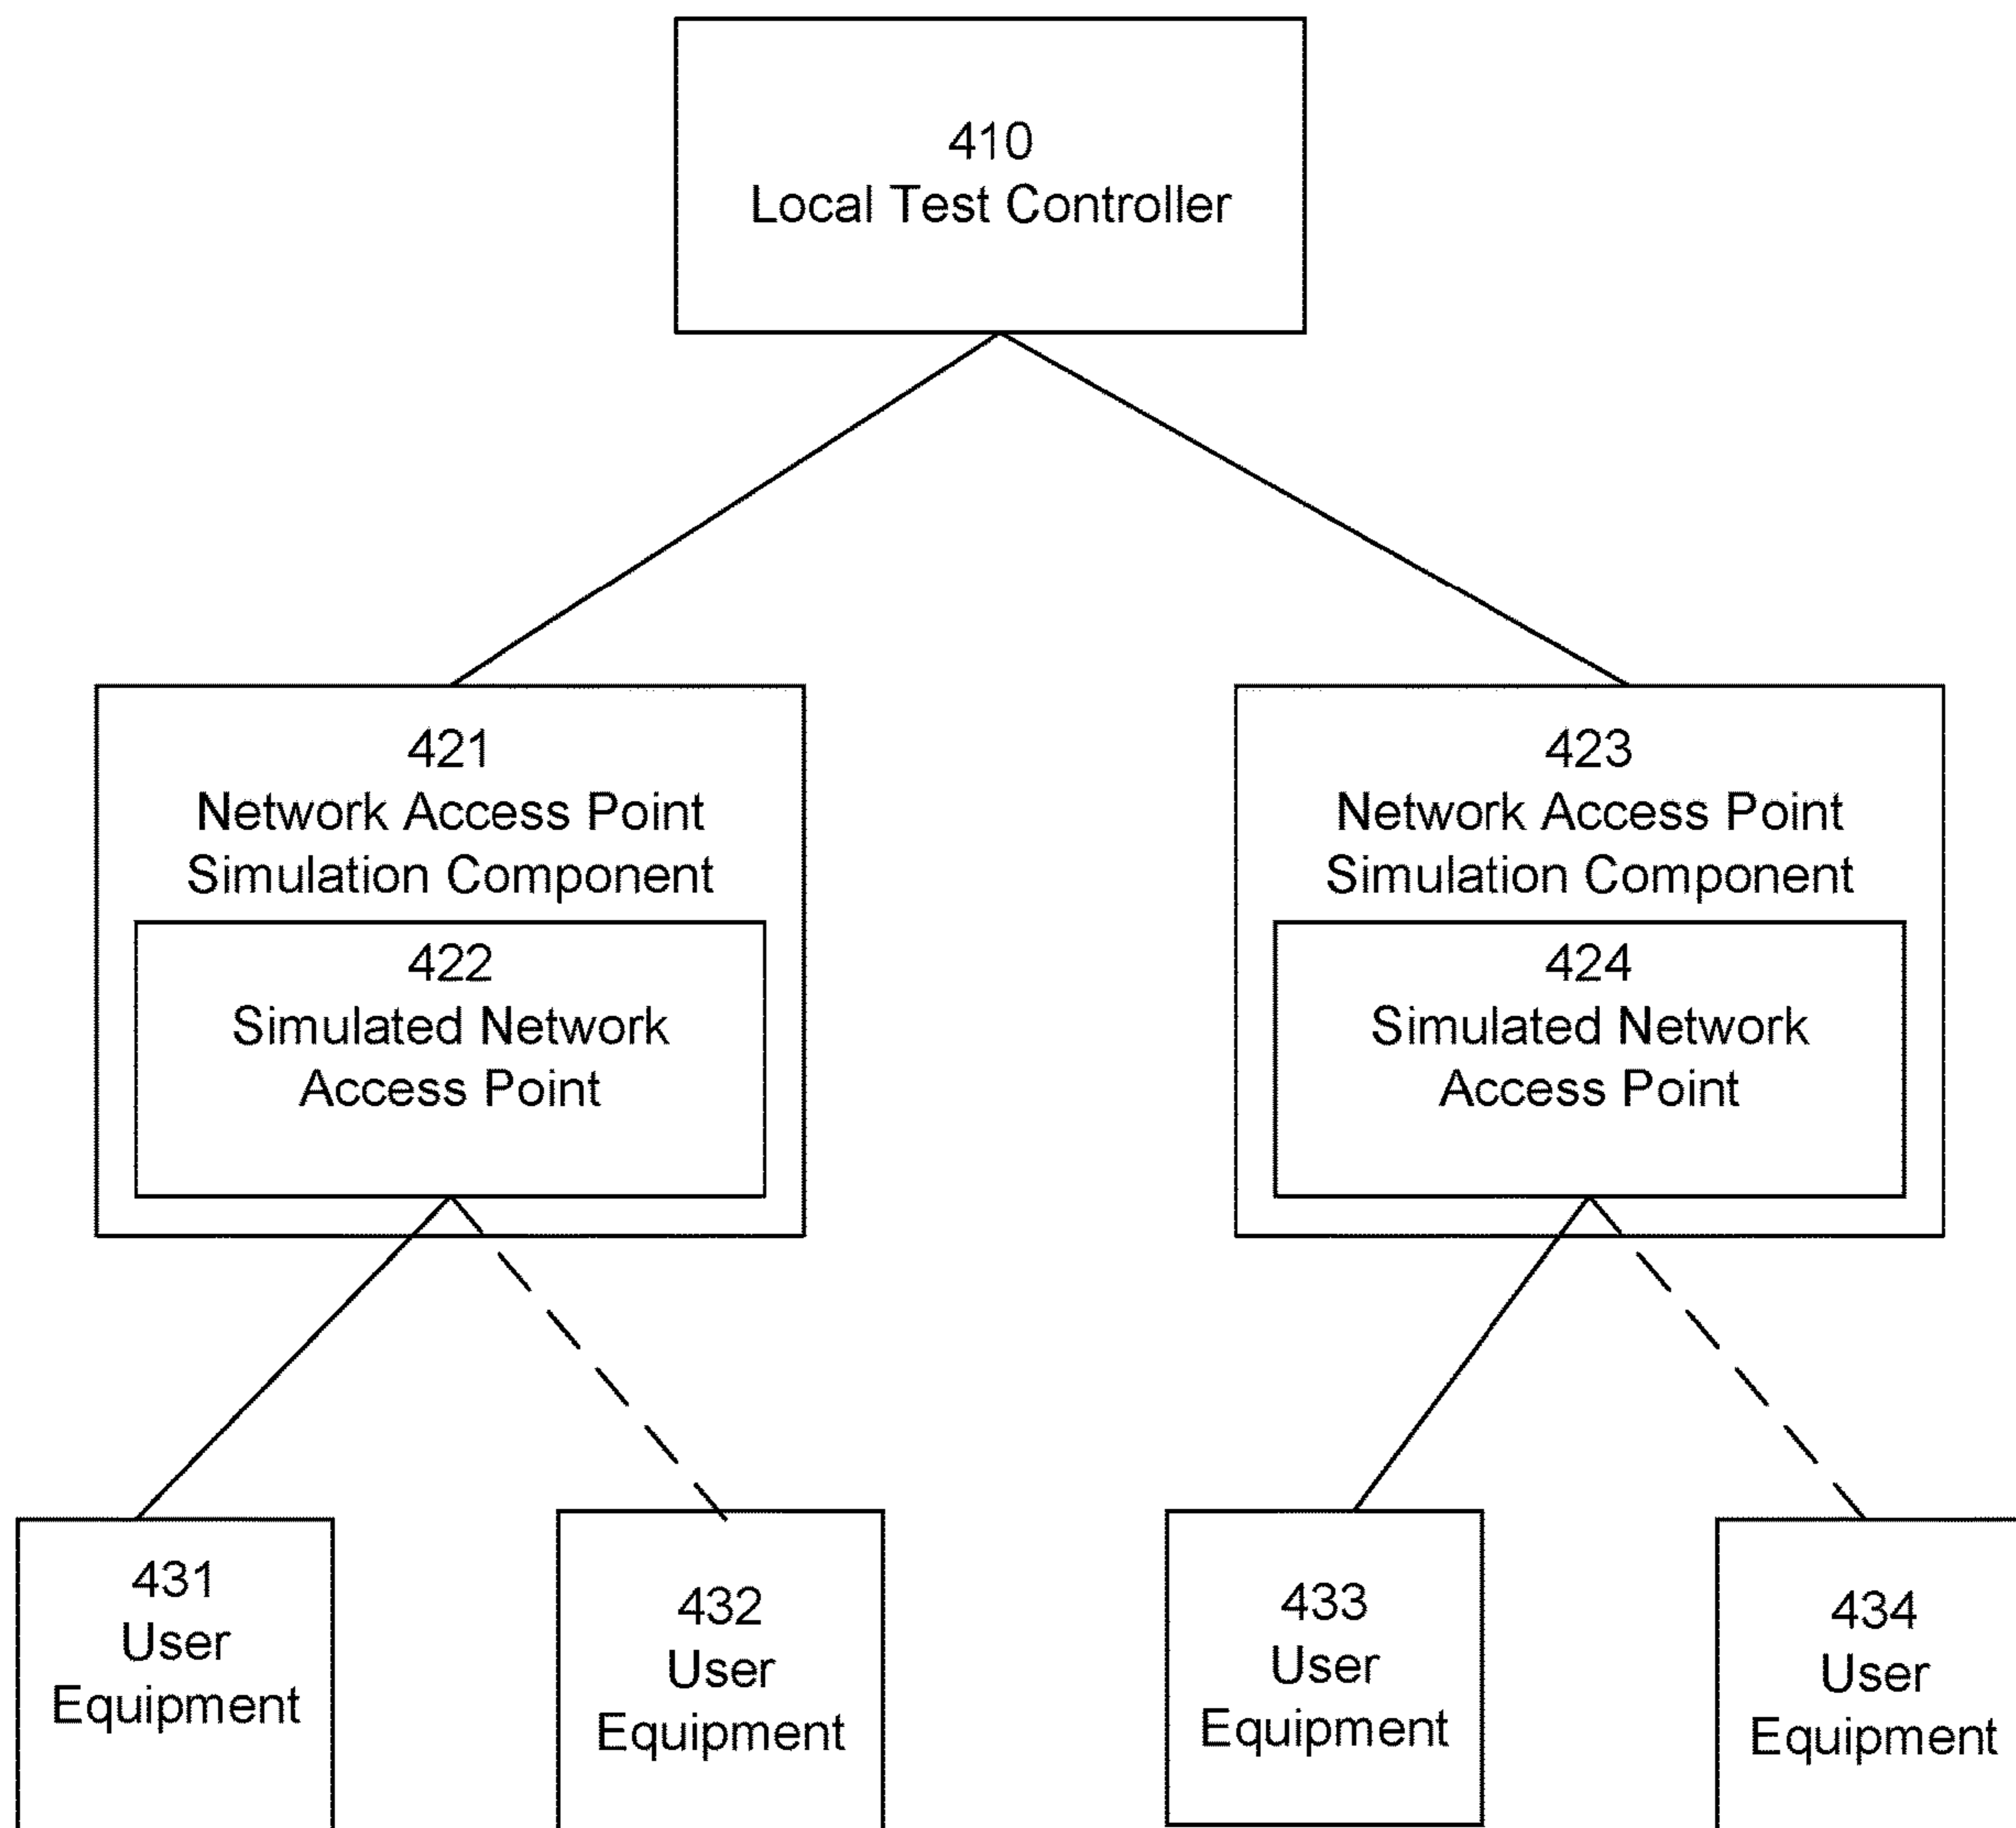 410
Local Test Controller
421
Network Access Point
Simulation Component
422
Simulated Network
Access Point
423
Network Access Point
Simulation Component
424
Simulated Network
Access Point
431
User
Equipment
432
User
Equipment
433
User
Equipment
434
User
Equipment